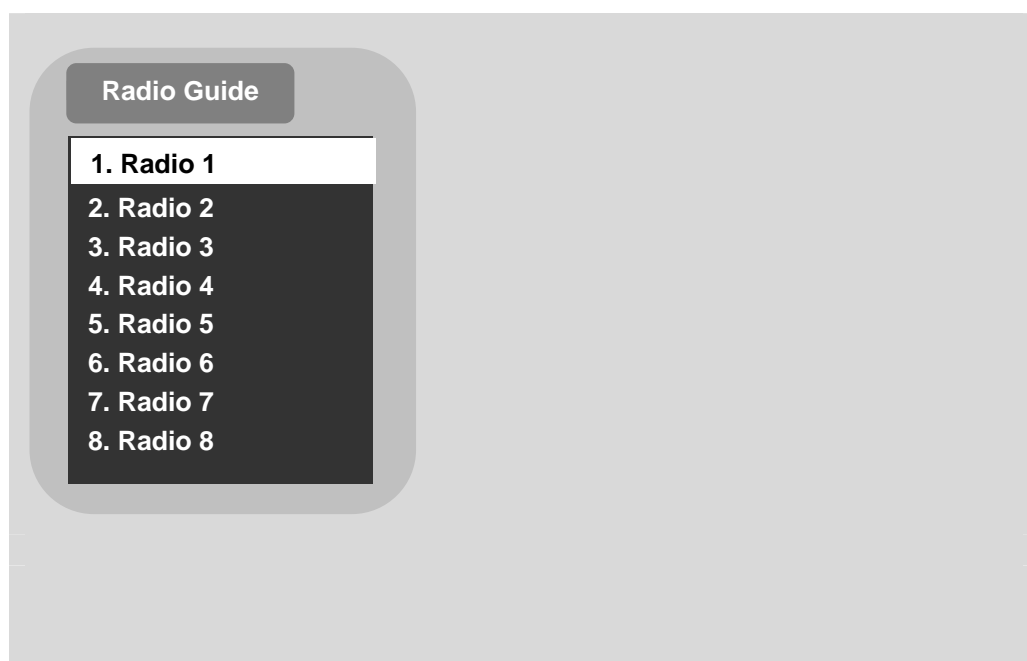 Radio Guide
1. Radio 1
2. Radio 2
3. Radio 3
4. Radio 4
5. Radio 5
6. Radio 6
7. Radio 7
8. Radio 8